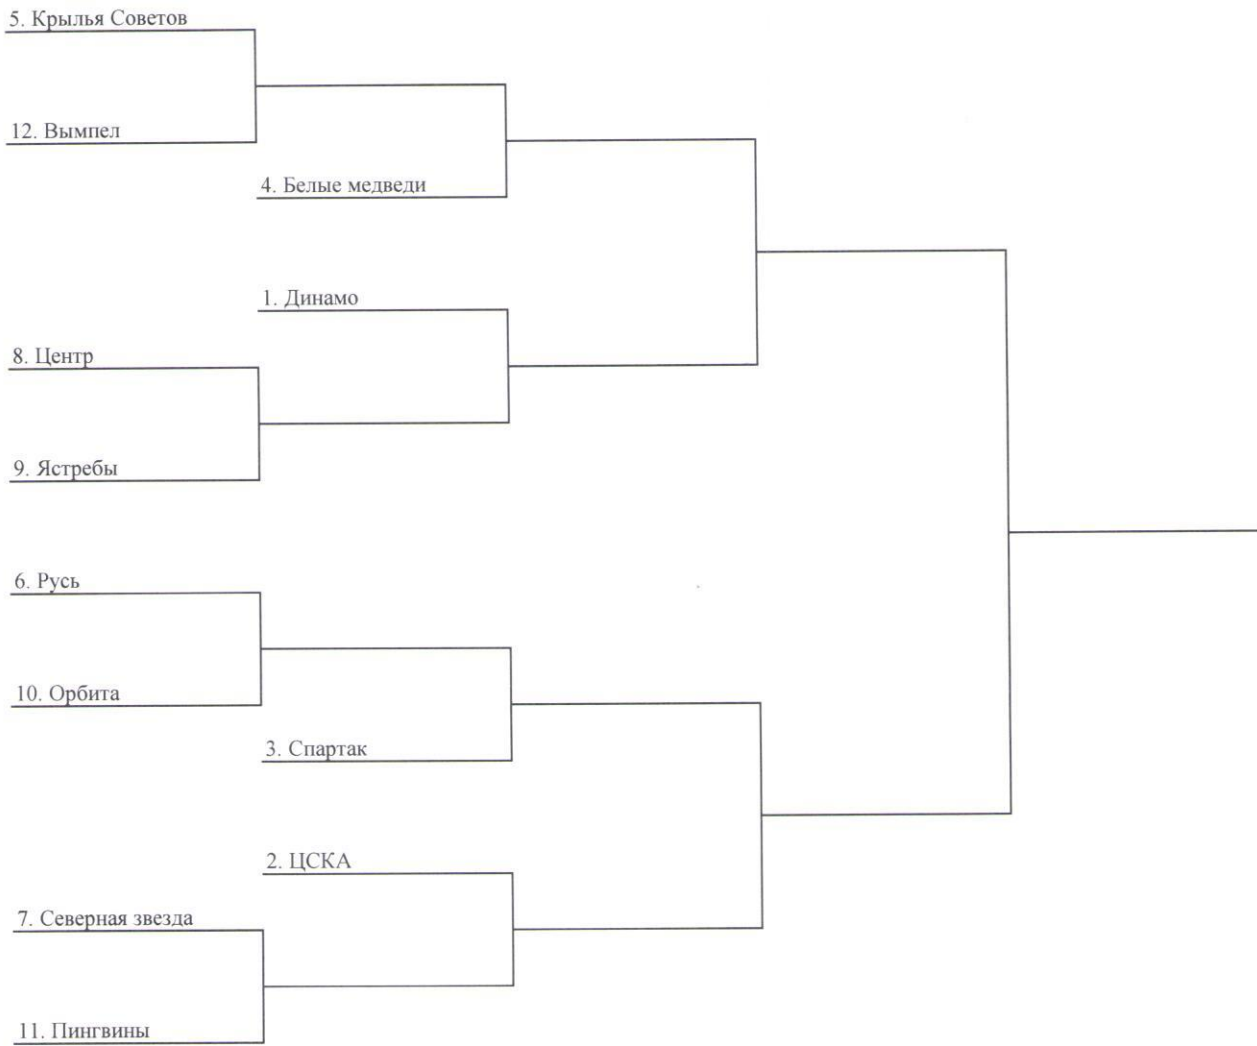 5. Крылья Советов
12. Вымпел
4. Белые медведи
1. Динамо
8. Центр
9. Ястребы
6. Русь
10. Орбита
3. Спартак
2. ЦСКА
7. Северная звезда
11. Пингвины